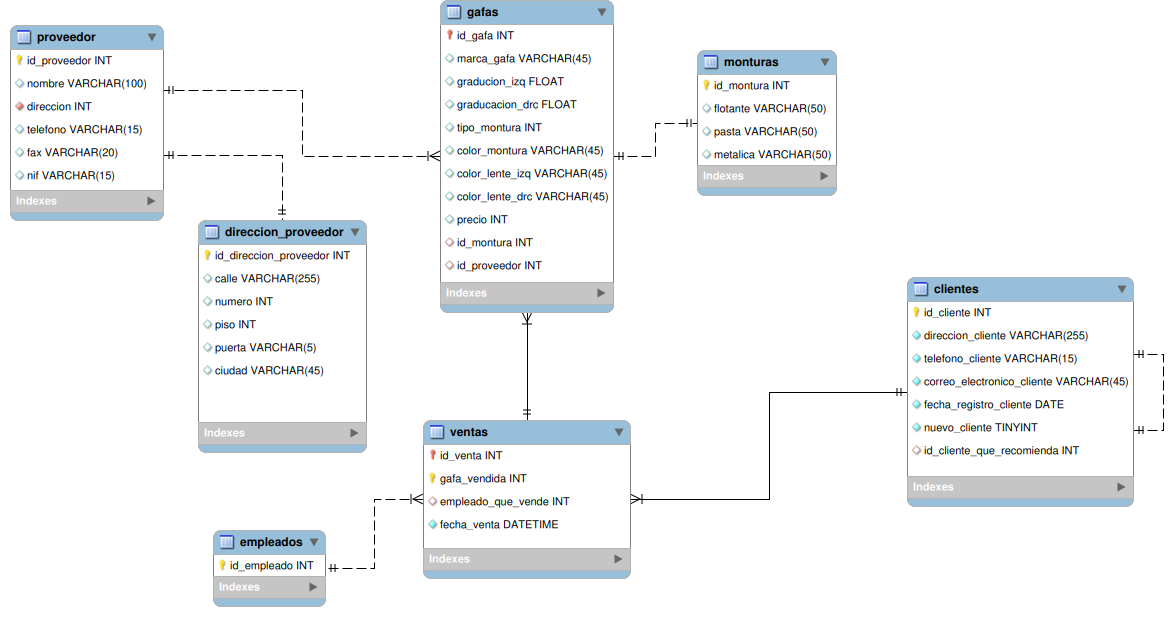 proveedor
id_proveedor INT
nombre VARCHAR(100)
direccion INT
telefono VARCHAR(15)
fax VARCHAR(20)
nif VARCHAR(15)
Indexes
direccion_proveedor
id_direccion_proveedor INT
calle VARCHAR(255)
numero INT
piso INT
puerta VARCHAR(5)
ciudad VARCHAR(45)
Indexes
gafas
id_gafa INT
marca_gafa VARCHAR(45)
graducion_izq FLOAT
graducacion_drc FLOAT
tipo_montura INT
color_montura VARCHAR(45)
color_lente_izq VARCHAR(45)
color_lente_drc VARCHAR(45)
precio INT
id_montura INT
id_proveedor INT
Indexes
monturas
id_montura INT
flotante VARCHAR(50)
pasta VARCHAR(50)
metalica VARCHAR(50)
Indexes
clientes
id_cliente INT
direccion_cliente VARCHAR(255)
telefono_cliente VARCHAR(15)
correo_electronico_cliente VARCHAR(45)
fecha_registro_cliente DATE
nuevo_cliente TINYINT
id_cliente_que_recomienda INT
Indexes
ventas
id_venta INT
gafa_vendida INT
empleado_que_vende INT
fecha_venta DATETIME
Indexes
empleados
id_empleado INT
Indexes